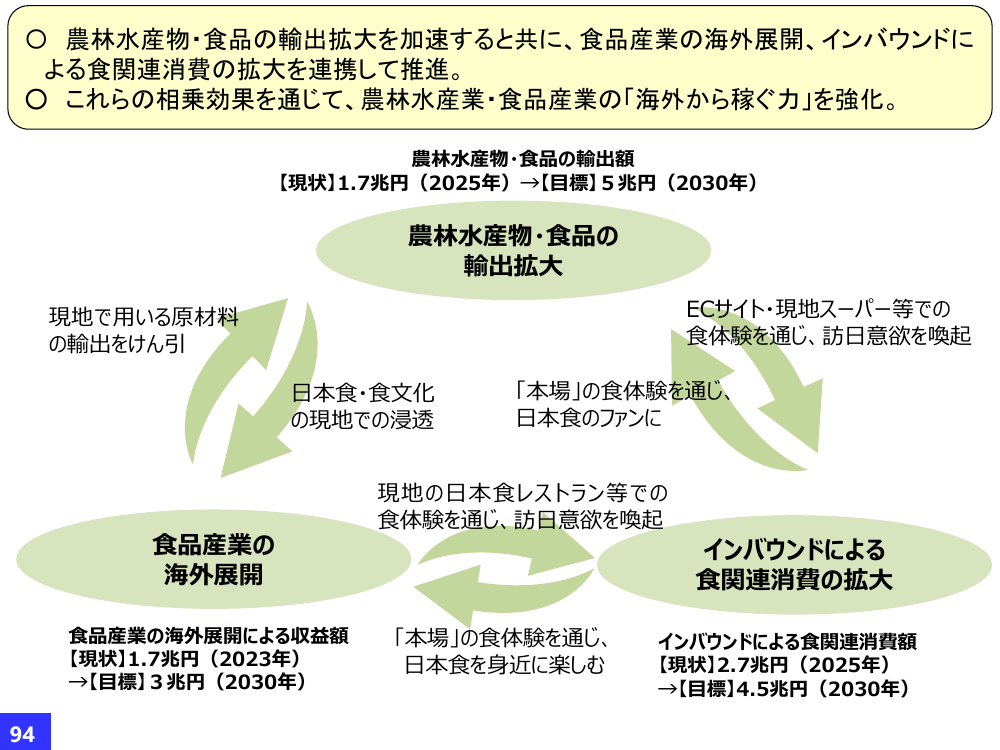 ○ 農林水産物・食品の輸出拡大を加速すると共に、食品産業の海外展開、インバウンドに
よる食関連消費の拡大を連携して推進。
○ これらの相乗効果を通じて、農林水産業・食品産業の「海外から稼ぐ力」を強化。
農林水産物・食品の輸出額
【現状】1.7兆円（2025年）→【目標】５兆円（2030年）
農林水産物・食品の
輸出拡大
現地で用いる原材料
の輸出をけん引
日本食・食文化
の現地での浸透
ECサイト・現地スーパー等での
食体験を通じ、訪日意欲を喚起
「本場」の食体験を通じ、
日本食のファンに
現地の日本食レストラン等での
食体験を通じ、訪日意欲を喚起
食品産業の
海外展開
インバウンドによる
食関連消費の拡大
「本場」の食体験を通じ、
日本食を身近に楽しむ
食品産業の海外展開による収益額
【現状】1.7兆円（2023年）
→【目標】３兆円（2030年）
インバウンドによる食関連消費額
【現状】2.7兆円（2025年）
→【目標】4.5兆円（2030年）
94